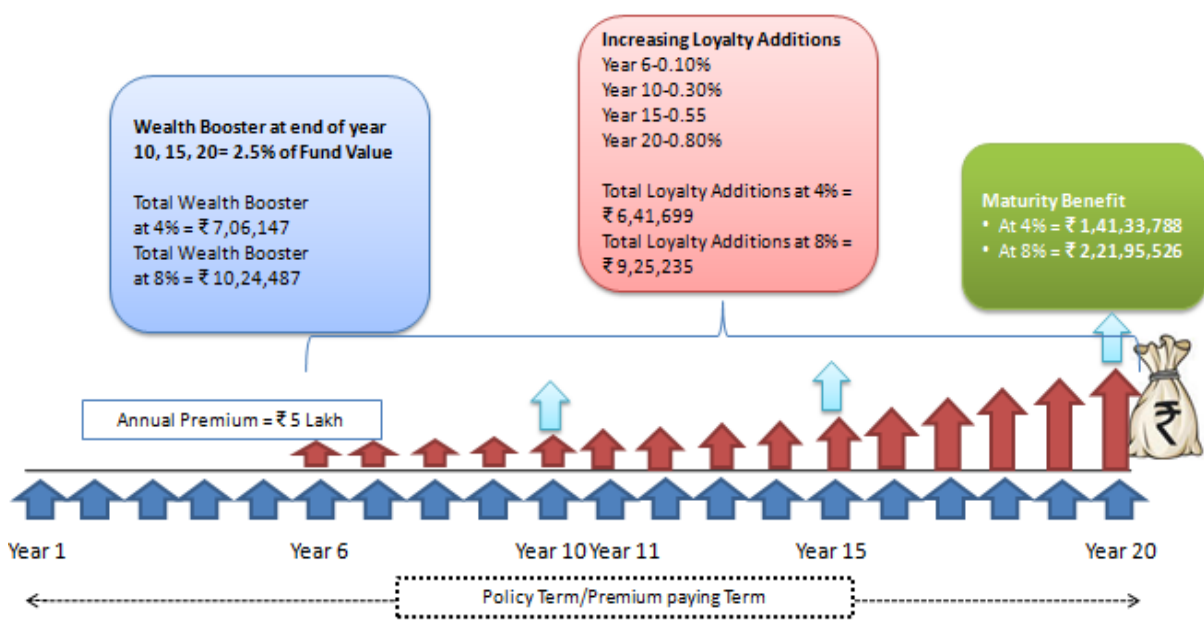 Wealth Booster at end of year
10, 15, 20= 2.5% of Fund Value
Total Wealth Booster
at 4% = ₹ 7,06,147
Total Wealth Booster
at 8% = ₹ 10,24,487
Increasing Loyalty Additions
Year 6-0.10%
Year 10-0.30%
Year 15-0.55
Year 20-0.80%
Total Loyalty Additions at 4% =
₹ 6,41,699
Total Loyalty Additions at 8% =
₹ 9,25,235
Maturity Benefit
• At 4% = ₹ 1,41,33,788
• At 8% = ₹ 2,21,95,526
Annual Premium = ₹ 5 Lakh
₹
Year 1 Year 6 Year 10 Year 11 Year 15 Year 20
Policy Term/Premium paying Term